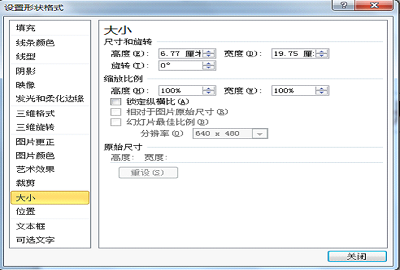 设置形状格式
填充
线条颜色
线型
阴影
映像
发光和柔化边缘
三维格式
三维旋转
图片更正
图片颜色
艺术效果
裁剪
大小
位置
文本框
可选文字
大小
尺寸和旋转
高度(E): 6.77 厘米 宽度(D): 19.75 厘米
旋转(T): 0°
缩放比例
高度(H): 100% 宽度(W): 100%
锁定纵横比(A)
相对于图片原始尺寸(R)
幻灯片最佳比例(B)
分辨率(O) 640 x 480
原始尺寸
高度: 宽度:
重设(S)
关闭